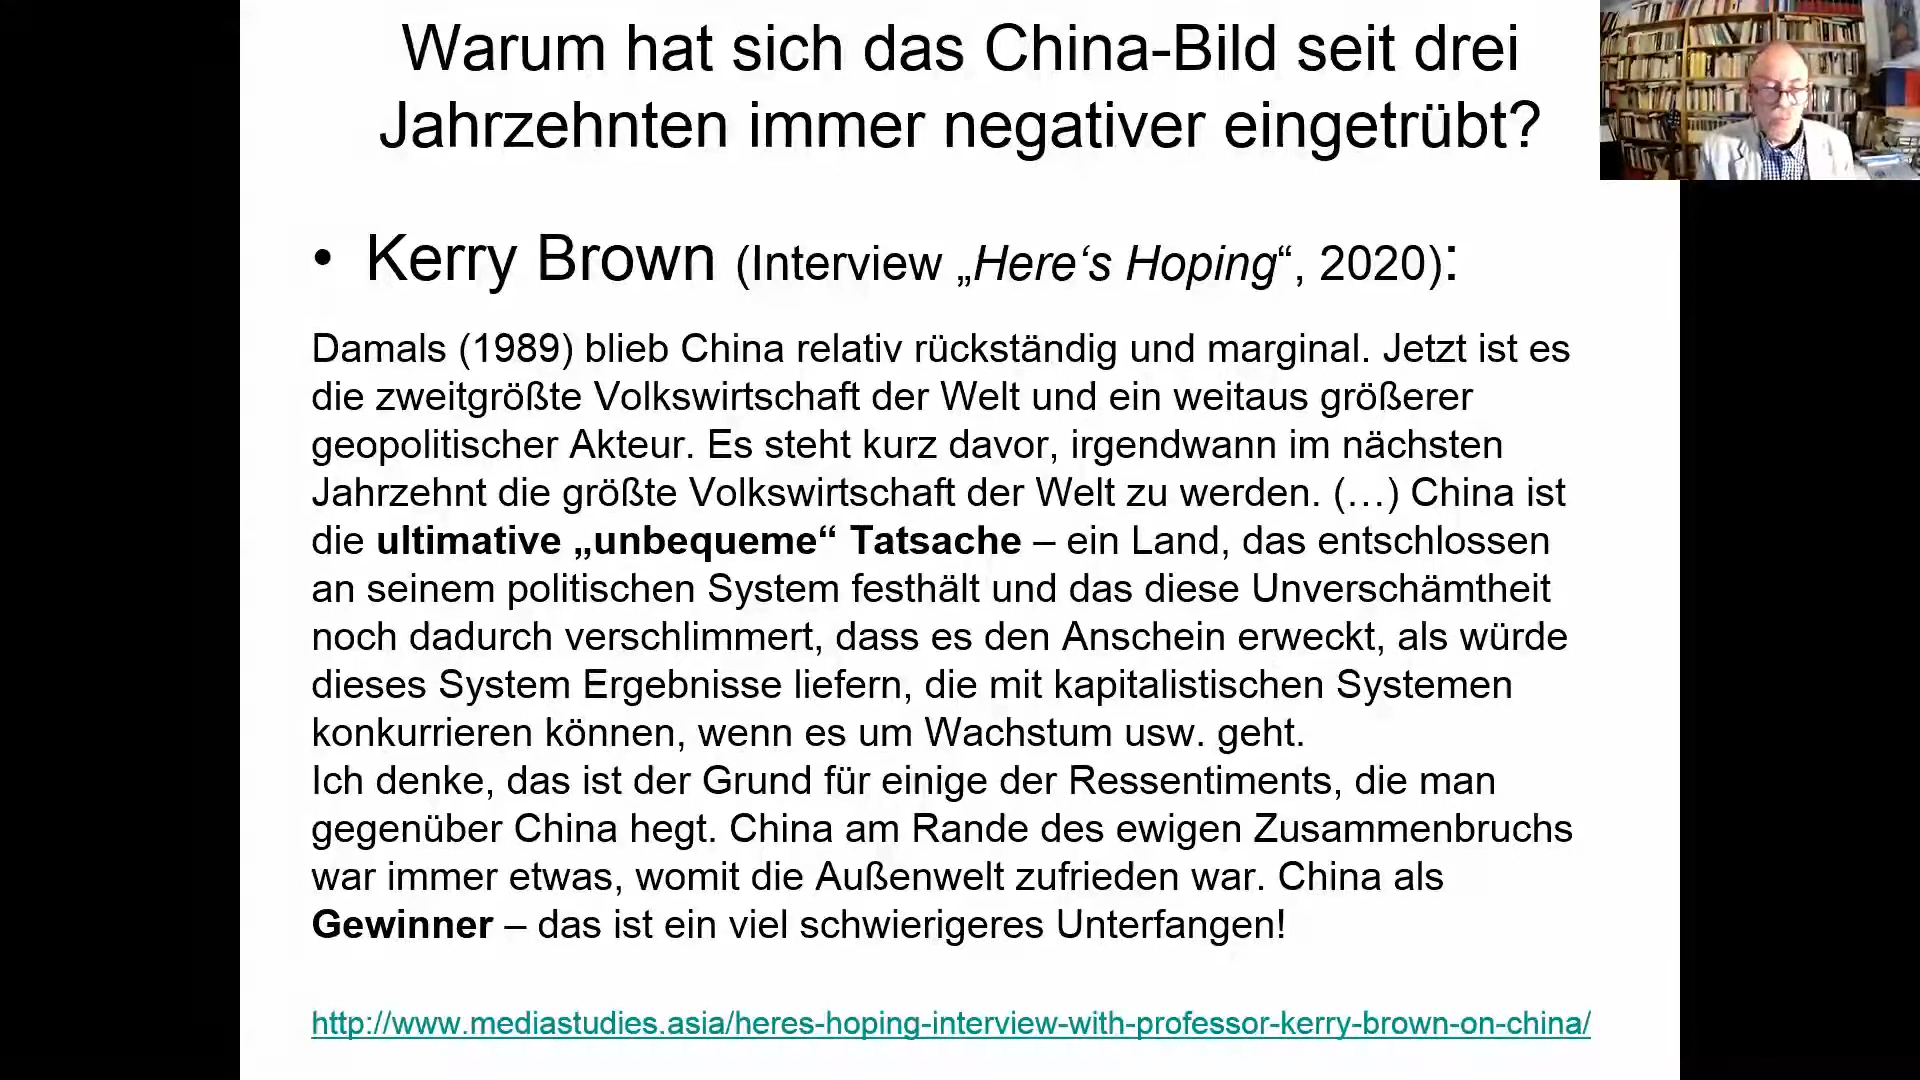 Warum hat sich das China-Bild seit drei
Jahrzehnten immer negativer eingetrübt?
• Kerry Brown (Interview „Here‘s Hoping“, 2020):
Damals (1989) blieb China relativ rückständig und marginal. Jetzt ist es
die zweitgrößte Volkswirtschaft der Welt und ein weitaus größerer
geopolitischer Akteur. Es steht kurz davor, irgendwann im nächsten
Jahrzehnt die größte Volkswirtschaft der Welt zu werden. (…) China ist
die ultimative „unbequeme“ Tatsache – ein Land, das entschlossen
an seinem politischen System festhält und das diese Unverschämtheit
noch dadurch verschlimmert, dass es den Anschein erweckt, als würde
dieses System Ergebnisse liefern, die mit kapitalistischen Systemen
konkurrieren können, wenn es um Wachstum usw. geht.
Ich denke, das ist der Grund für einige der Ressentiments, die man
gegenüber China hegt. China am Rande des ewigen Zusammenbruchs
war immer etwas, womit die Außenwelt zufrieden war. China als
Gewinner – das ist ein viel schwierigeres Unterfangen!
http://www.mediastudies.asia/heres-hoping-interview-with-professor-kerry-brown-on-china/